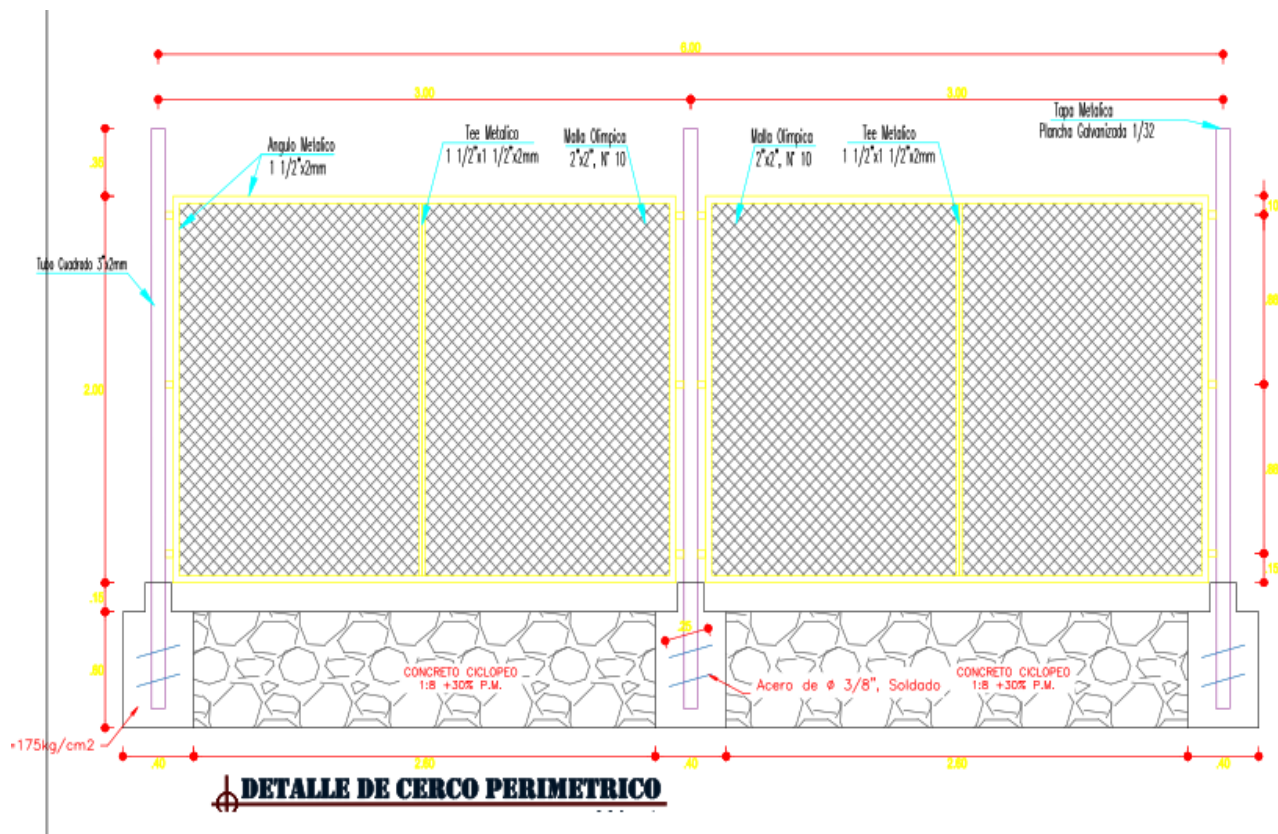 6.00
3.00
3.00
Tapa Metalica
Plancha Galvanizada 1/32
Angulo Metalico
1 1/2"x2mm
Tee Metalico
1 1/2"x1 1/2"x2mm
Malla Olimpica
2"x2", N° 10
Malla Olimpica
2"x2", N° 10
Tee Metalico
1 1/2"x1 1/2"x2mm
Tubo Cuadrado 3"x2mm
2.00
.15
.60
.15
.25
CONCRETO CICLOPEO
1:8 +30% P.M.
Acero de Ø 3/8", Soldado
CONCRETO CICLOPEO
1:8 +30% P.M.
=175kg/cm2
.40
2.60
.40
2.60
.40
DETALLE DE CERCO PERIMETRICO